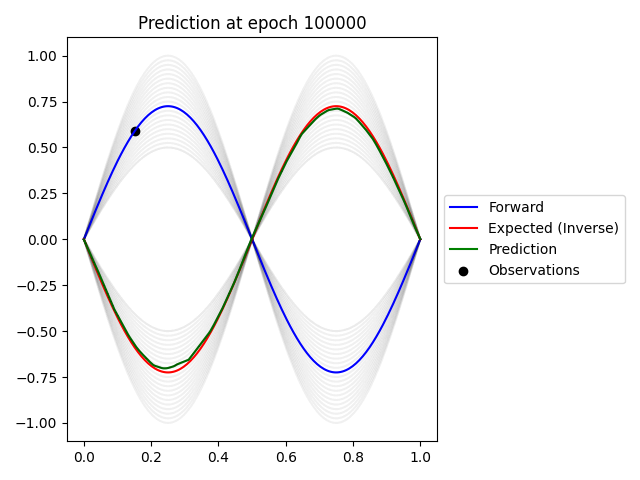 Prediction at epoch 100000
1.00
0.75
0.50
0.25
0.00
−0.25
−0.50
−0.75
−1.00
0.0 0.2 0.4 0.6 0.8 1.0
Forward
Expected (Inverse)
Prediction
Observations